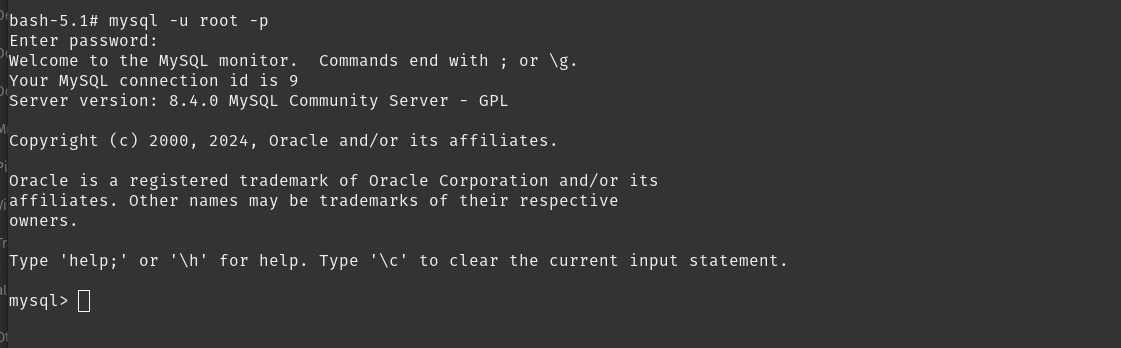 bash-5.1# mysql -u root -p
Enter password:
Welcome to the MySQL monitor.  Commands end with ; or \g.
Your MySQL connection id is 9
Server version: 8.4.0 MySQL Community Server - GPL
Copyright (c) 2000, 2024, Oracle and/or its affiliates.
Oracle is a registered trademark of Oracle Corporation and/or its
affiliates. Other names may be trademarks of their respective
owners.
Type 'help;' or '\h' for help. Type '\c' to clear the current input statement.
mysql>